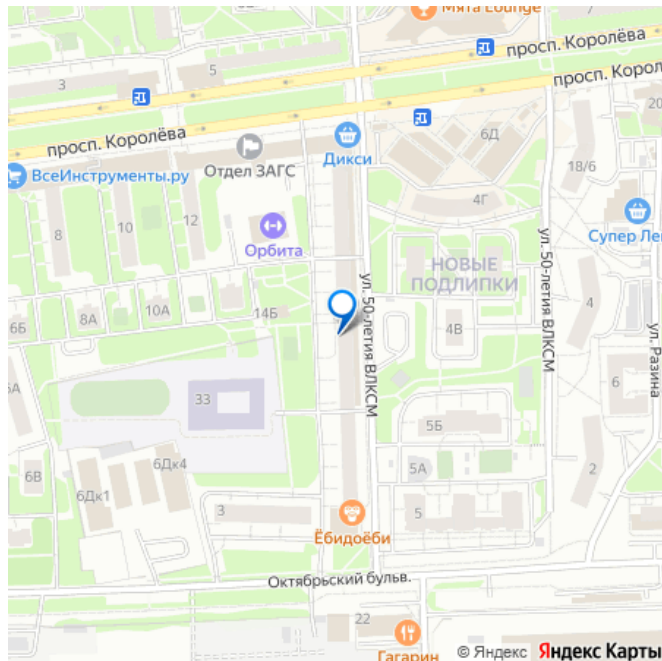 Мята Lounge
7
просп. Королёва
3
5
просп. Корол
просп. Королёва
Дикси
6Д
20
Отдел ЗАГС
18/6
ВсеИнструменты.ру
4Г
8
10
12
Орбита
Супер Ле
НОВЫЕ
ПОДЛИПКИ
ул. 50-летия ВЛКСМ
ул. 50-летия ВЛКСМ
ул. Разина
6Б
8А
10А
14Б
4В
4
33
6
5Б
6В
6Дк4
6Дк1
5А
2
3
5
Ёбидоёби
Октябрьский бульв.
22
Гагарин
© Яндекс Яндекс Карты